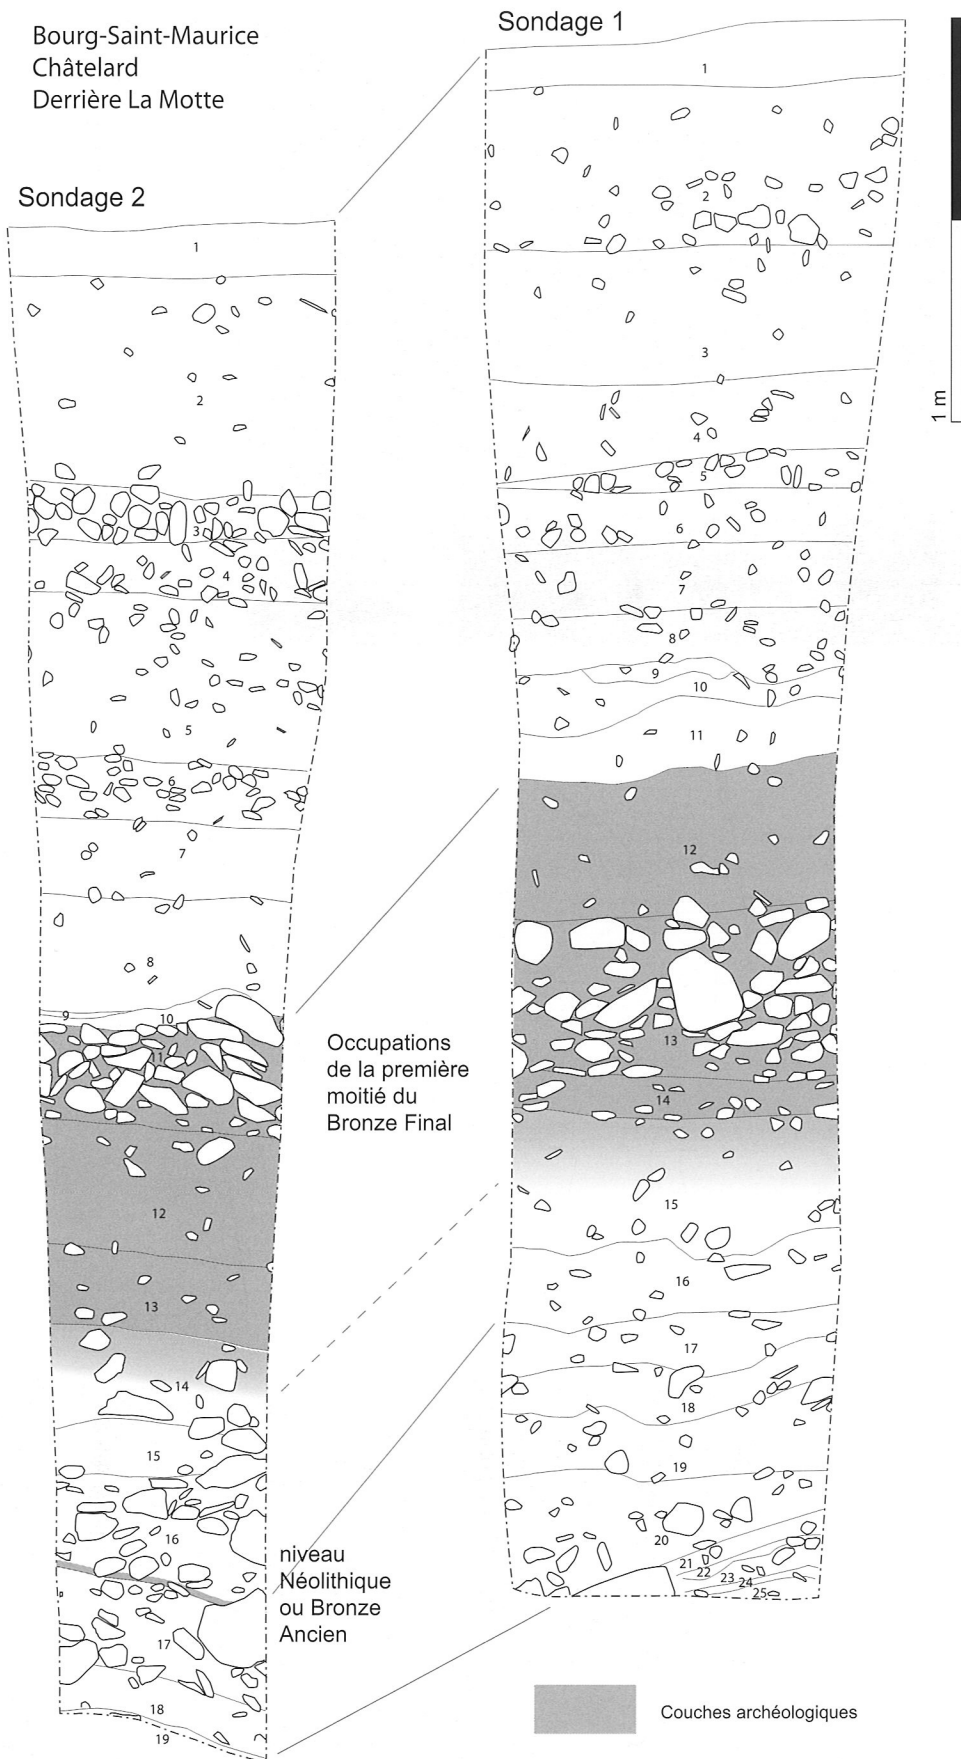 Bourg-Saint-Maurice
Châtelard
Derrière La Motte
Sondage 2
1
2
3
4
5
6
7
8
9
10
11
12
13
14
15
16
17
18
19
Sondage 1
1
2
3
4
5
6
7
8
9
10
11
12
13
14
15
16
17
18
19
20
21
22
23
24
25
1 m
Occupations
de la première
moitié du
Bronze Final
niveau
Néolithique
ou Bronze
Ancien
Couches archéologiques